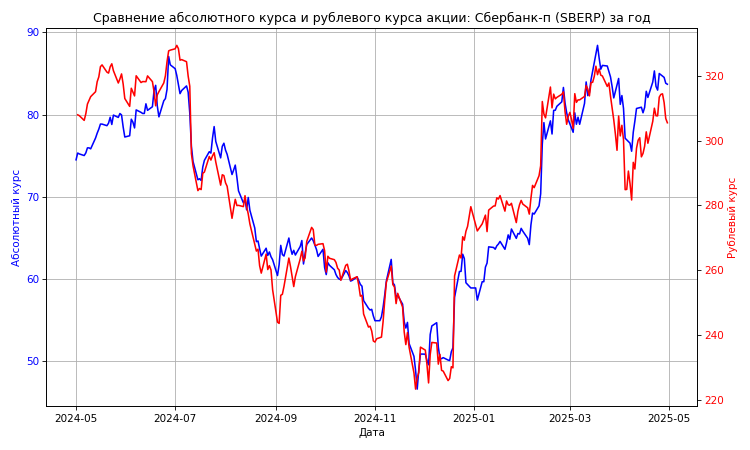 Сравнение абсолютного курса и рублевого курса акции: Сбербанк-п (SBERP) за год
Абсолютный курс
90
80
70
60
50
Рублевый курс
320
300
280
260
240
220
2024-05 2024-07 2024-09 2024-11 2025-01 2025-03 2025-05
Дата